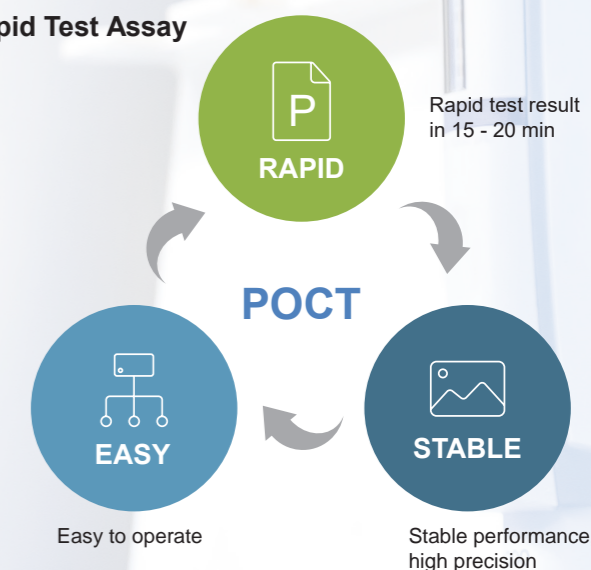 pid Test Assay
P
RAPID
Rapid test result
in 15 - 20 min
POCT
EASY
STABLE
Easy to operate
Stable performance
high precision